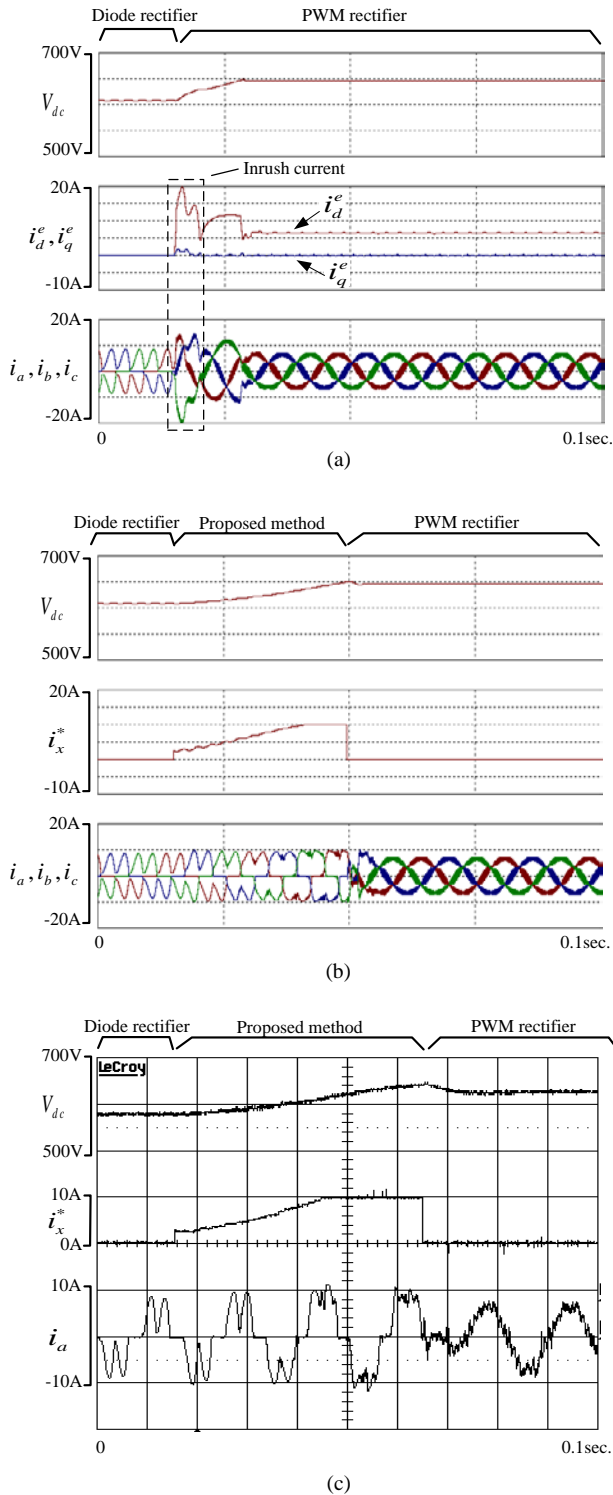 Diode rectifier PWM rectifier
700V
V_dc
500V
Inrush current
20A
i_d^e
i_d^e, i_q^e
i_q^e
-10A
20A
i_a, i_b, i_c
-20A
0 0.1sec.
(a)
Diode rectifier Proposed method PWM rectifier
700V
V_dc
500V
20A
i_x^*
-10A
20A
i_a, i_b, i_c
-20A
0 0.1sec.
(b)
Diode rectifier Proposed method PWM rectifier
700V
LeCroy
V_dc
500V
10A
i_x^*
0A
10A
i_a
-10A
0 0.1sec.
(c)